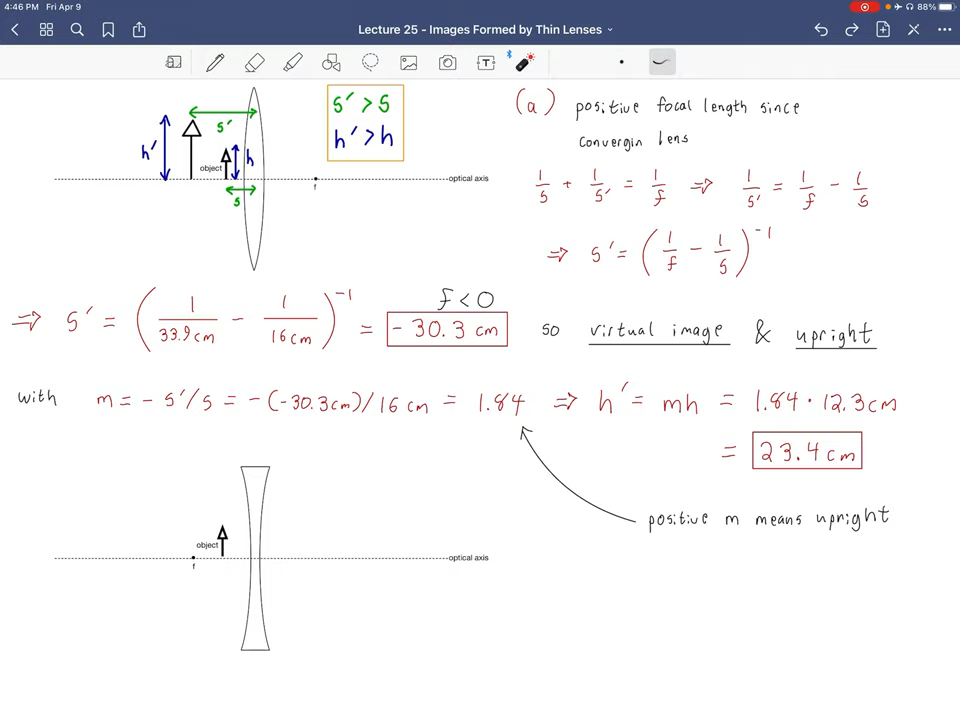 4:46 PM Fri Apr 9
88%
Lecture 25 - Images Formed by Thin Lenses
s' > s
h' > h
s'
h'
h
object
s
f
optical axis
(a) positive focal length since
convergin lens
1/s + 1/s' = 1/f ⇒ 1/s' = 1/f - 1/s
⇒ s' = (1/f - 1/s)^-1
f < 0
⇒ s' = (1/33.9cm - 1/16cm)^-1 = -30.3 cm so virtual image & upright
with m = -s'/s = -(-30.3cm)/16 cm = 1.84 ⇒ h' = mh = 1.84 · 12.3cm
= 23.4 cm
positive m means upright
object
f
optical axis